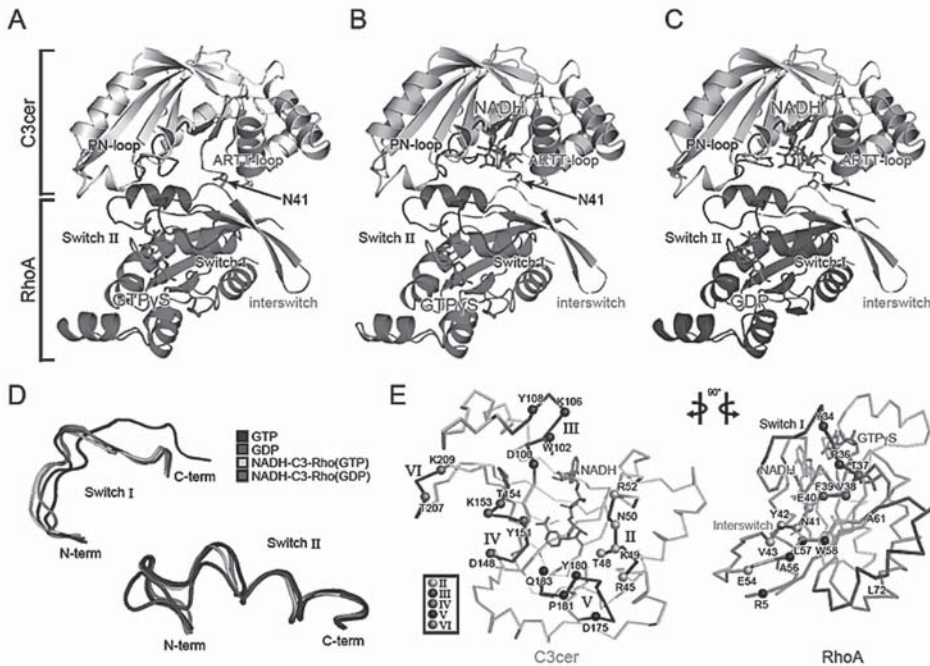 A
B
C
C3cer
RhoA
PN-loop
ARTT-loop
N41
Switch II
Switch I
GTPγS
interswitch
NADH
PN-loop
ARTT-loop
N41
Switch II
Switch I
GTPγS
interswitch
NADH
PN-loop
ARTT-loop
Switch II
Switch I
GDP
interswitch
D
GTP
GDP
NADH-C3-Rho(GTP)
NADH-C3-Rho(GDP)
Switch I
C-term
N-term
Switch II
N-term
C-term
E
Y108
K106
III
W102
D100
K209
VI
T207
NADH
R52
T154
K153
Y151
N50
II
IV
D148
T48
K49
R45
Q183
Y180
P181
V
D175
II
III
IV
V
VI
C3cer
90°
Switch I
Y34
GTPγS
P36
T37
NADH
F39
V38
E40
A61
Y42
N41
Interswitch
V43
L57
W58
A56
E54
L72
R5
RhoA